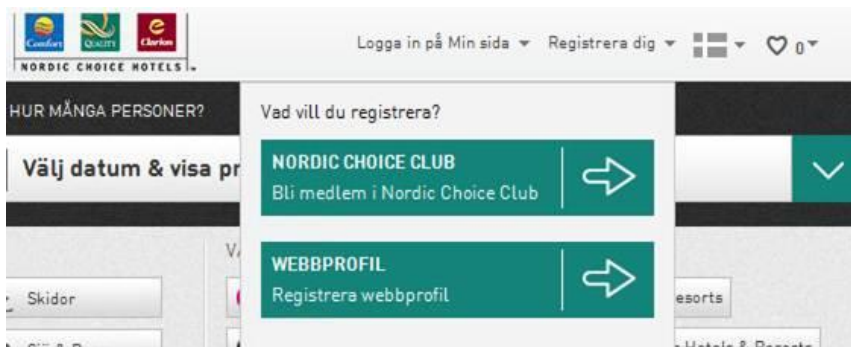 Comfort QUALITY Clarion
NORDIC CHOICE HOTELS
Logga in på Min sida Registrera dig 0
HUR MÅNGA PERSONER?
Vad vill du registrera?
Välj datum & visa pr
NORDIC CHOICE CLUB
Bli medlem i Nordic Choice Club
WEBBPROFIL
Registrera webbprofil
Skidor
esorts
Hotels & Resorts